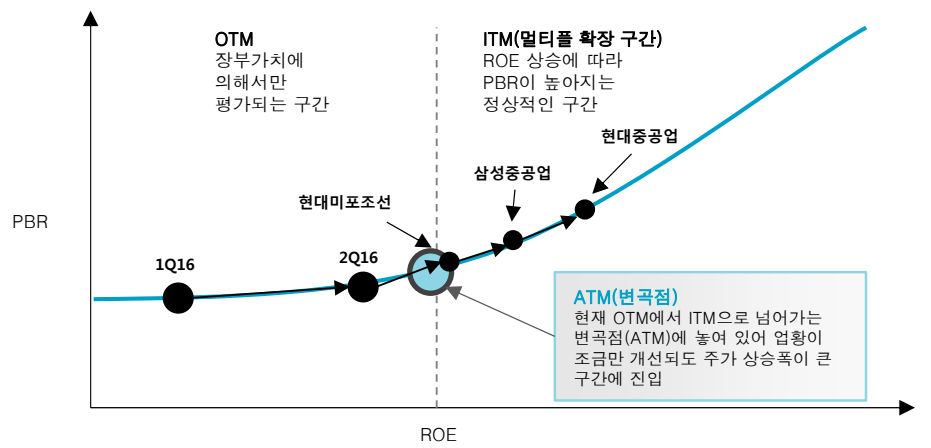 OTM
장부가치에
의해서만
평가되는 구간
ITM(멀티플 확장 구간)
ROE 상승에 따라
PBR이 높아지는
정상적인 구간
현대중공업
삼성중공업
현대미포조선
PBR
1Q16
2Q16
ATM(변곡점)
현재 OTM에서 ITM으로 넘어가는
변곡점(ATM)에 놓여 있어 업황이
조금만 개선되도 주가 상승폭이 큰
구간에 진입
ROE